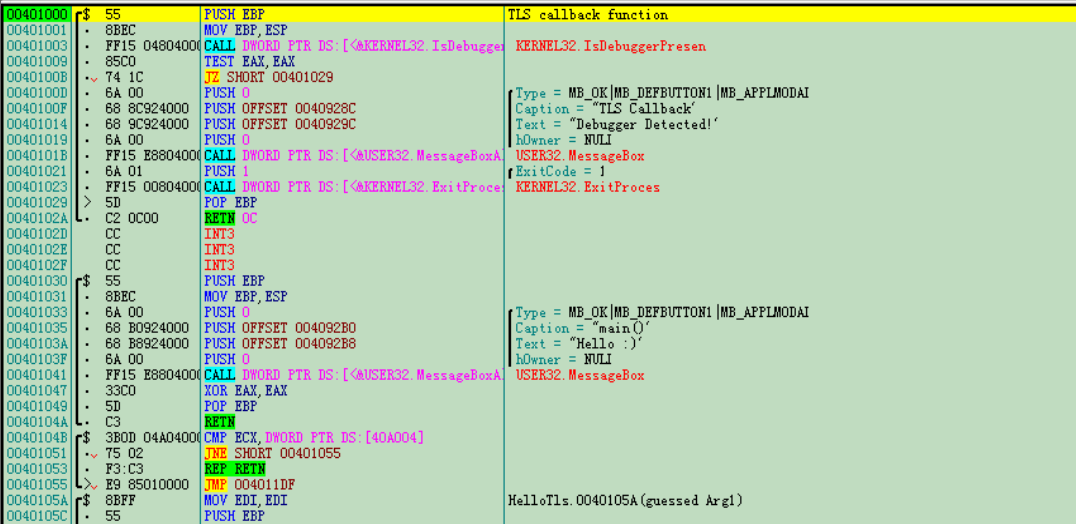 00401000 $ 55 PUSH EBP TLS callback function
00401001 . 8BEC MOV EBP,ESP
00401003 . FF15 04804000 CALL DWORD PTR DS:[<&KERNEL32.IsDebugger KERNEL32.IsDebuggerPresen
00401009 . 85C0 TEST EAX,EAX
0040100B . 74 1C JZ SHORT 00401029
0040100D . 6A 00 PUSH 0 Type = MB_OK|MB_DEFBUTTON1|MB_APPLMODAI
0040100F . 68 8C924000 PUSH OFFSET 0040928C Caption = "TLS Callback'
00401014 . 68 9C924000 PUSH OFFSET 0040929C Text = "Debugger Detected!'
00401019 . 6A 00 PUSH 0 hOwner = NULI
0040101B . FF15 E8804000 CALL DWORD PTR DS:[<&USER32.MessageBoxA USER32.MessageBox
00401021 . 6A 01 PUSH 1 ExitCode = 1
00401023 . FF15 00804000 CALL DWORD PTR DS:[<&KERNEL32.ExitProce KERNEL32.ExitProces
00401029 > 5D POP EBP
0040102A . C2 0C00 RETN 0C
0040102D CC INT3
0040102E CC INT3
0040102F CC INT3
00401030 $ 55 PUSH EBP
00401031 . 8BEC MOV EBP,ESP
00401033 . 6A 00 PUSH 0 Type = MB_OK|MB_DEFBUTTON1|MB_APPLMODAI
00401035 . 68 B0924000 PUSH OFFSET 004092B0 Caption = "main()'
0040103A . 68 B8924000 PUSH OFFSET 004092B8 Text = "Hello :)'
0040103F . 6A 00 PUSH 0 hOwner = NULI
00401041 . FF15 E8804000 CALL DWORD PTR DS:[<&USER32.MessageBoxA USER32.MessageBox
00401047 . 33C0 XOR EAX,EAX
00401049 . 5D POP EBP
0040104A . C3 RETN
0040104B $ 3B0D 04A04000 CMP ECX,DWORD PTR DS:[40A004]
00401051 . 75 02 JNE SHORT 00401055
00401053 . F3:C3 REP RETN
00401055 > E9 85010000 JMP 004011DF
0040105A $ 8BFF MOV EDI,EDI HelloTls.0040105A(guessed Arg1)
0040105C . 55 PUSH EBP